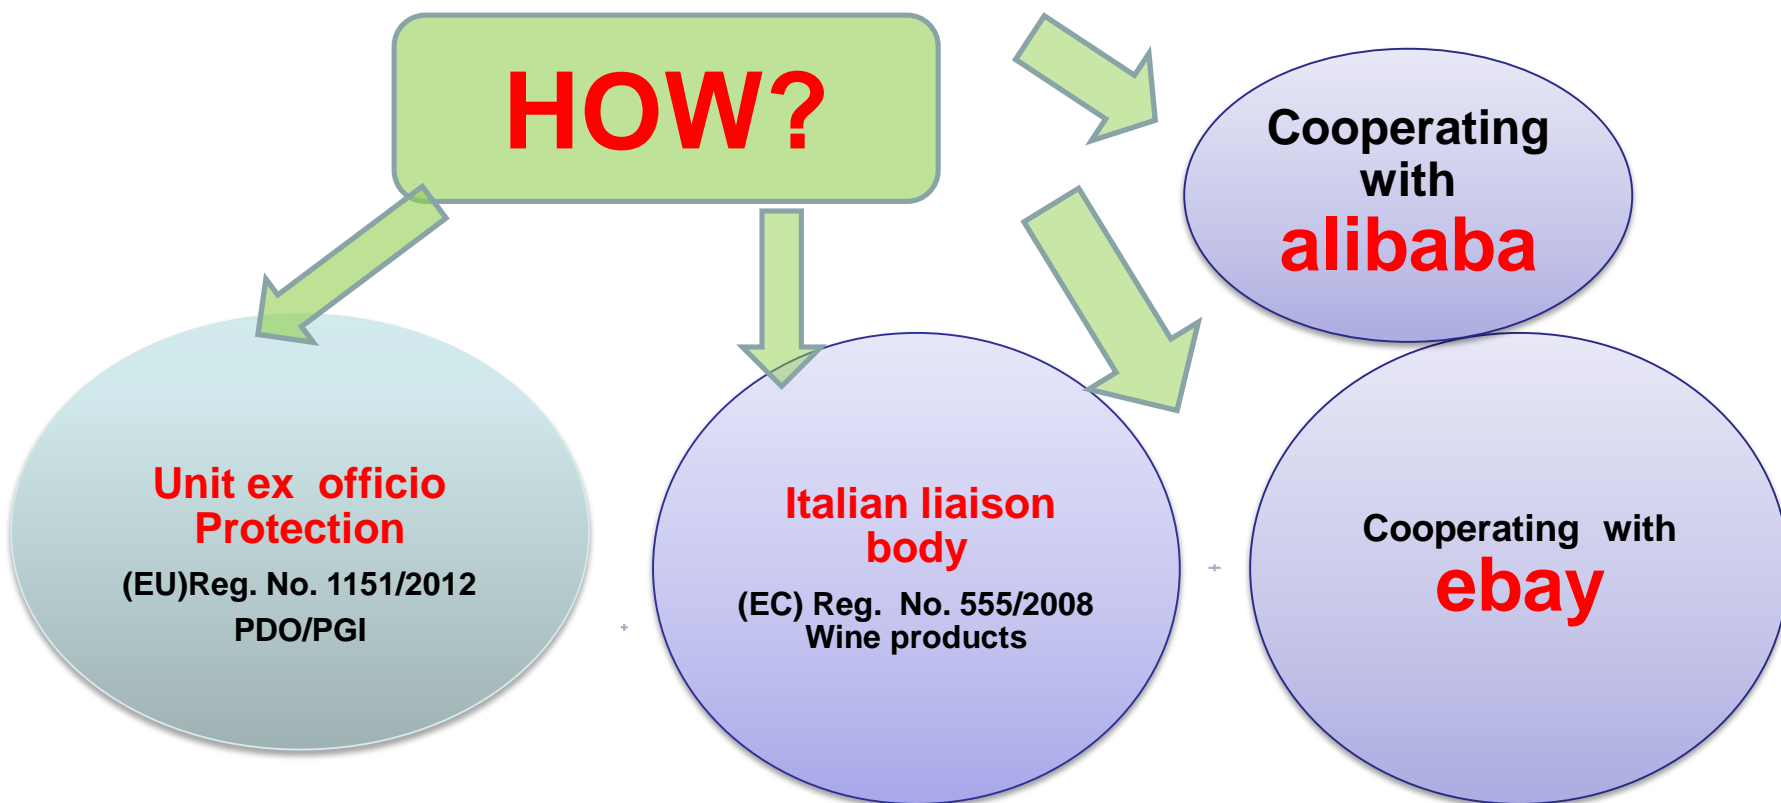 HOW?
Cooperating
with
alibaba
Unit ex  officio
Protection
(EU)Reg. No. 1151/2012
PDO/PGI
Italian liaison
body
(EC) Reg.  No. 555/2008
Wine products
Cooperating  with
ebay